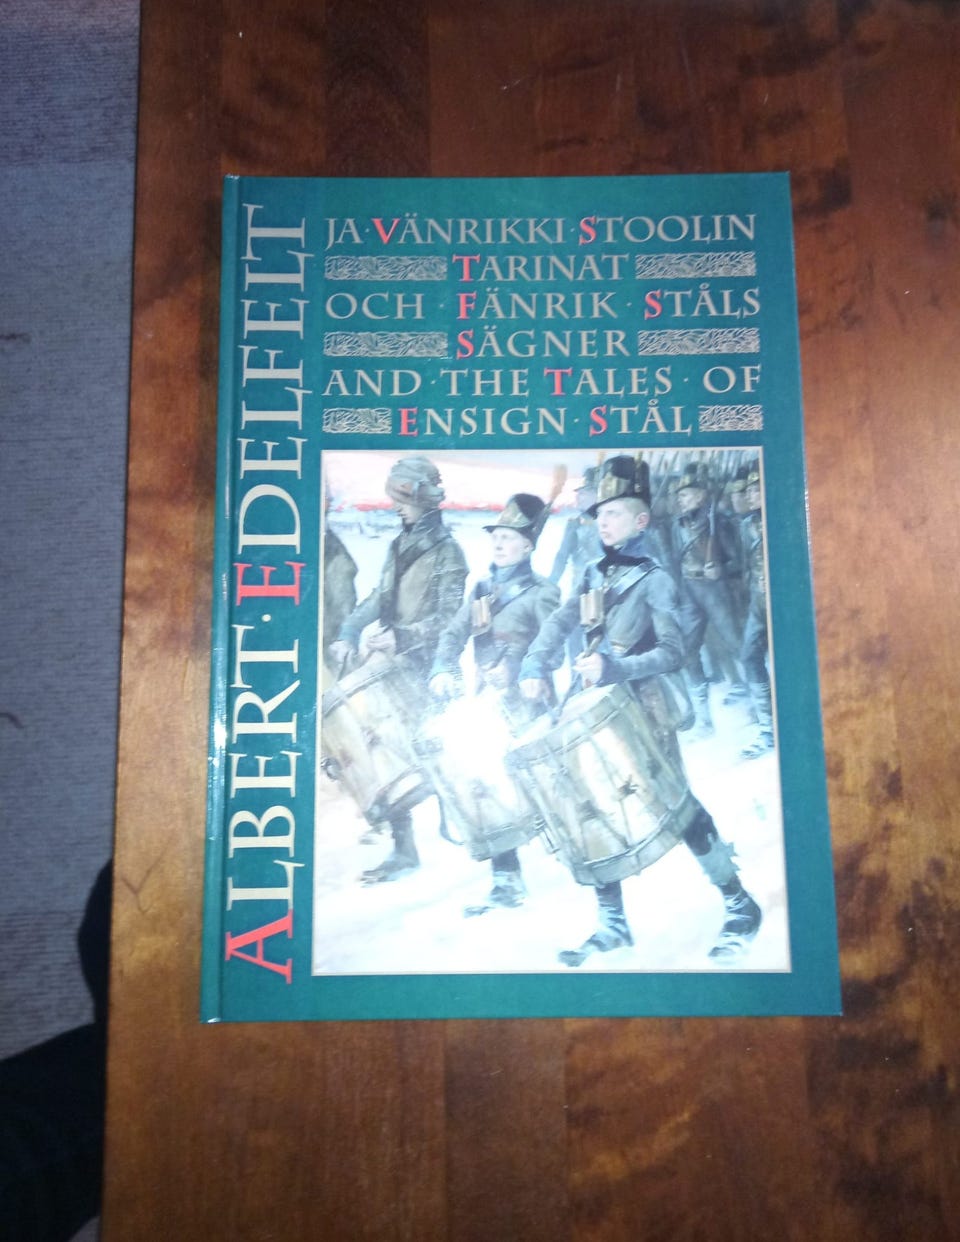 ALBERT·EDELFELT
JA·VÄNRIKKI·STOOLIN
TARINAT
OCH·FÄNRIK·STÅLS
SÄGNER
AND·THE TALES·OF
ENSIGN·STÅL